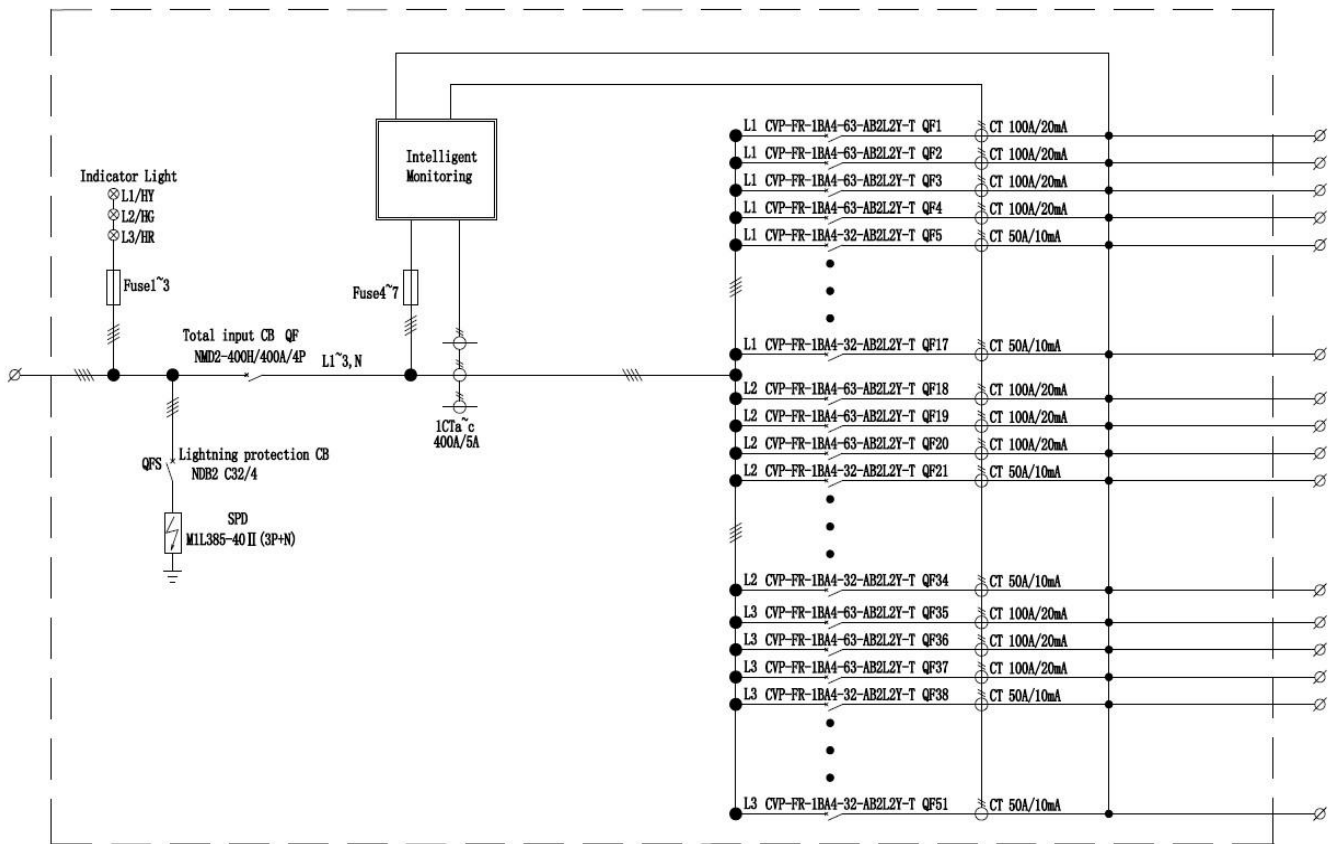 Intelligent
Monitoring
Indicator Light
L1/HY
L2/HG
L3/HR
Fuse1~3
Fuse4~7
Total input CB QF
NMD2-400H/400A/4P
L1~3,N
1CTa~c
400A/5A
QFS
Lightning protection CB
NDB2 C32/4
SPD
M1L385-40Ⅱ(3P+N)
L1 CVP-FR-1BA4-63-AB2L2Y-T QF1 CT 100A/20mA
L1 CVP-FR-1BA4-63-AB2L2Y-T QF2 CT 100A/20mA
L1 CVP-FR-1BA4-63-AB2L2Y-T QF3 CT 100A/20mA
L1 CVP-FR-1BA4-63-AB2L2Y-T QF4 CT 100A/20mA
L1 CVP-FR-1BA4-32-AB2L2Y-T QF5 CT 50A/10mA
L1 CVP-FR-1BA4-32-AB2L2Y-T QF17 CT 50A/10mA
L2 CVP-FR-1BA4-63-AB2L2Y-T QF18 CT 100A/20mA
L2 CVP-FR-1BA4-63-AB2L2Y-T QF19 CT 100A/20mA
L2 CVP-FR-1BA4-63-AB2L2Y-T QF20 CT 100A/20mA
L2 CVP-FR-1BA4-32-AB2L2Y-T QF21 CT 50A/10mA
L2 CVP-FR-1BA4-32-AB2L2Y-T QF34 CT 50A/10mA
L3 CVP-FR-1BA4-63-AB2L2Y-T QF35 CT 100A/20mA
L3 CVP-FR-1BA4-63-AB2L2Y-T QF36 CT 100A/20mA
L3 CVP-FR-1BA4-63-AB2L2Y-T QF37 CT 100A/20mA
L3 CVP-FR-1BA4-32-AB2L2Y-T QF38 CT 50A/10mA
L3 CVP-FR-1BA4-32-AB2L2Y-T QF51 CT 50A/10mA